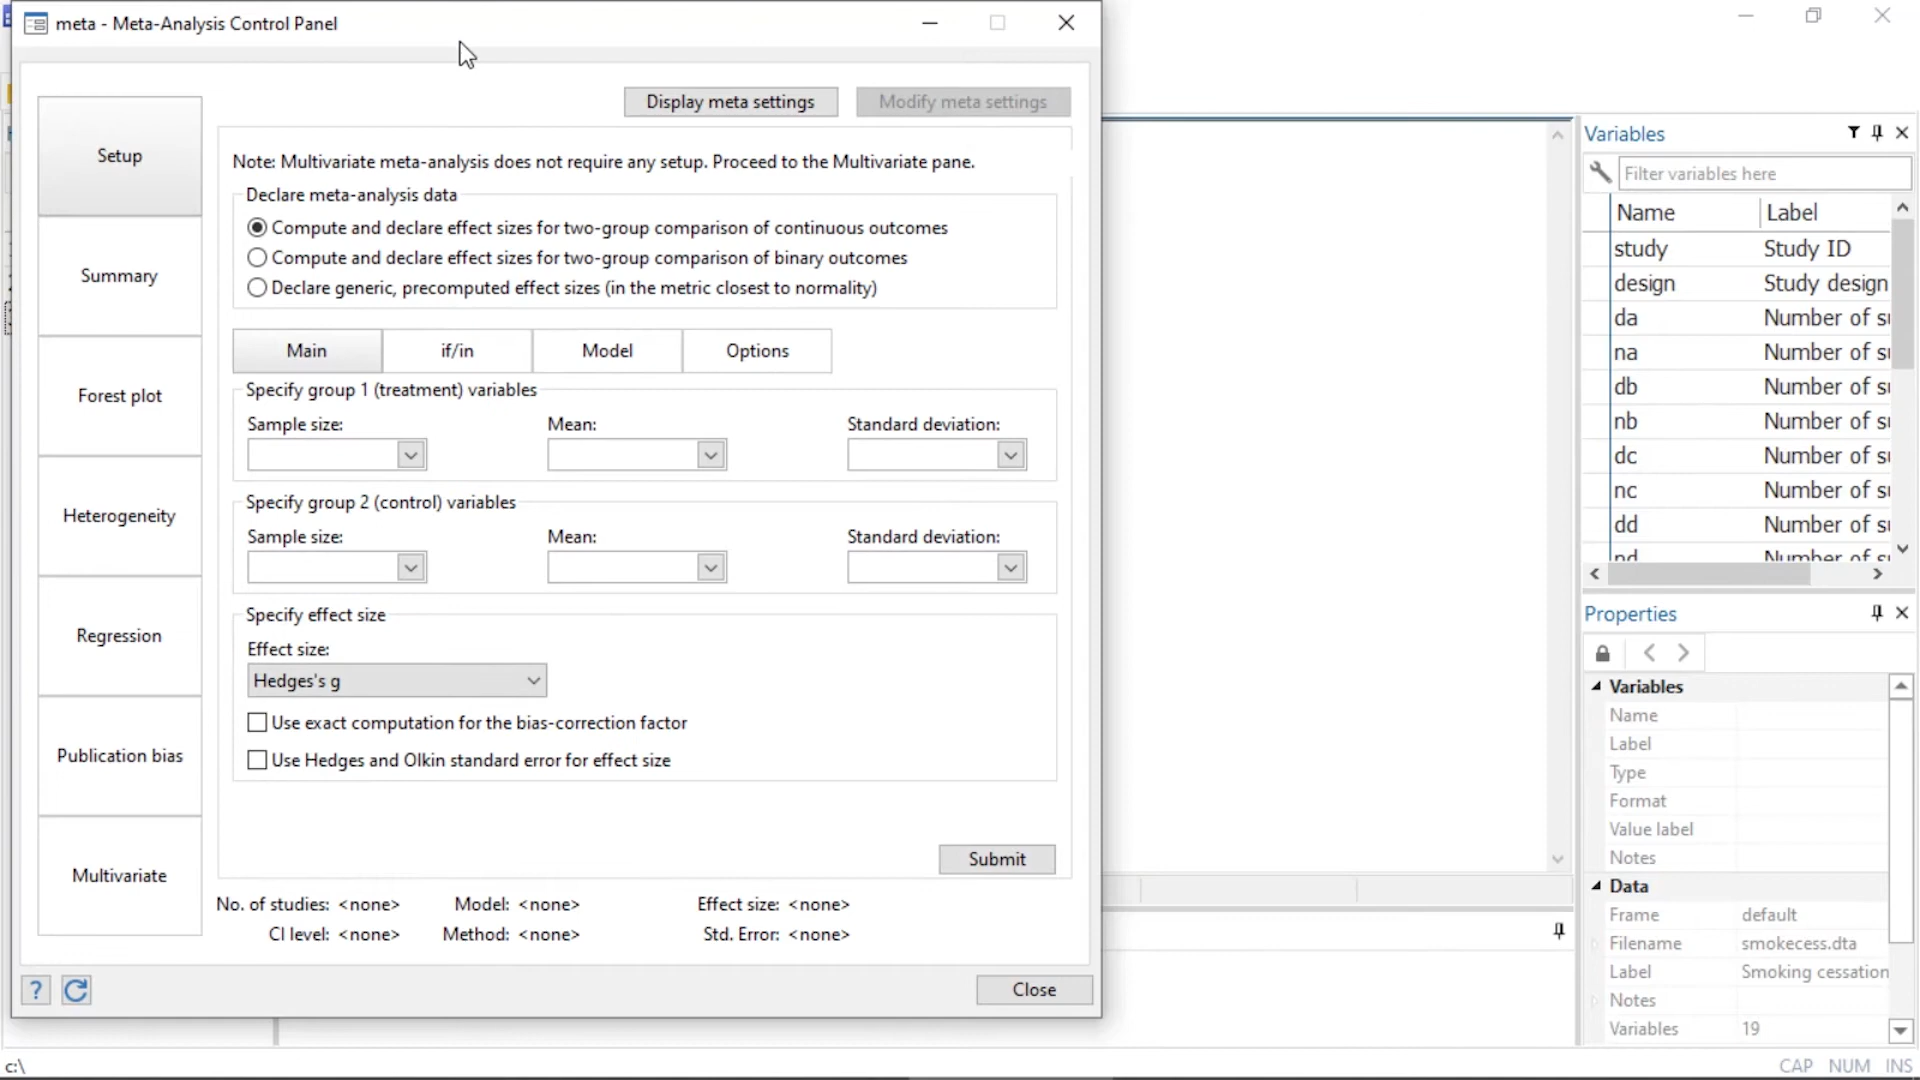 meta - Meta-Analysis Control Panel
Display meta settings
Modify meta settings
Setup
Summary
Forest plot
Heterogeneity
Regression
Publication bias
Multivariate
Note: Multivariate meta-analysis does not require any setup. Proceed to the Multivariate pane.
Declare meta-analysis data
Compute and declare effect sizes for two-group comparison of continuous outcomes
Compute and declare effect sizes for two-group comparison of binary outcomes
Declare generic, precomputed effect sizes (in the metric closest to normality)
Main if/in Model Options
Specify group 1 (treatment) variables
Sample size: Mean: Standard deviation:
Specify group 2 (control) variables
Sample size: Mean: Standard deviation:
Specify effect size
Effect size:
Hedges's g
Use exact computation for the bias-correction factor
Use Hedges and Olkin standard error for effect size
Submit
No. of studies: <none> Model: <none> Effect size: <none>
CI level: <none> Method: <none> Std. Error: <none>
?
Close
Variables
Filter variables here
Name Label
study Study ID
design Study design
da Number of s
na Number of s
db Number of s
nb Number of s
dc Number of s
nc Number of s
dd Number of s
nd Number of s
Properties
Variables
Name
Label
Type
Format
Value label
Notes
Data
Frame default
Filename smokecess.dta
Label Smoking cessation
Notes
Variables 19
c:\
CAP NUM INS